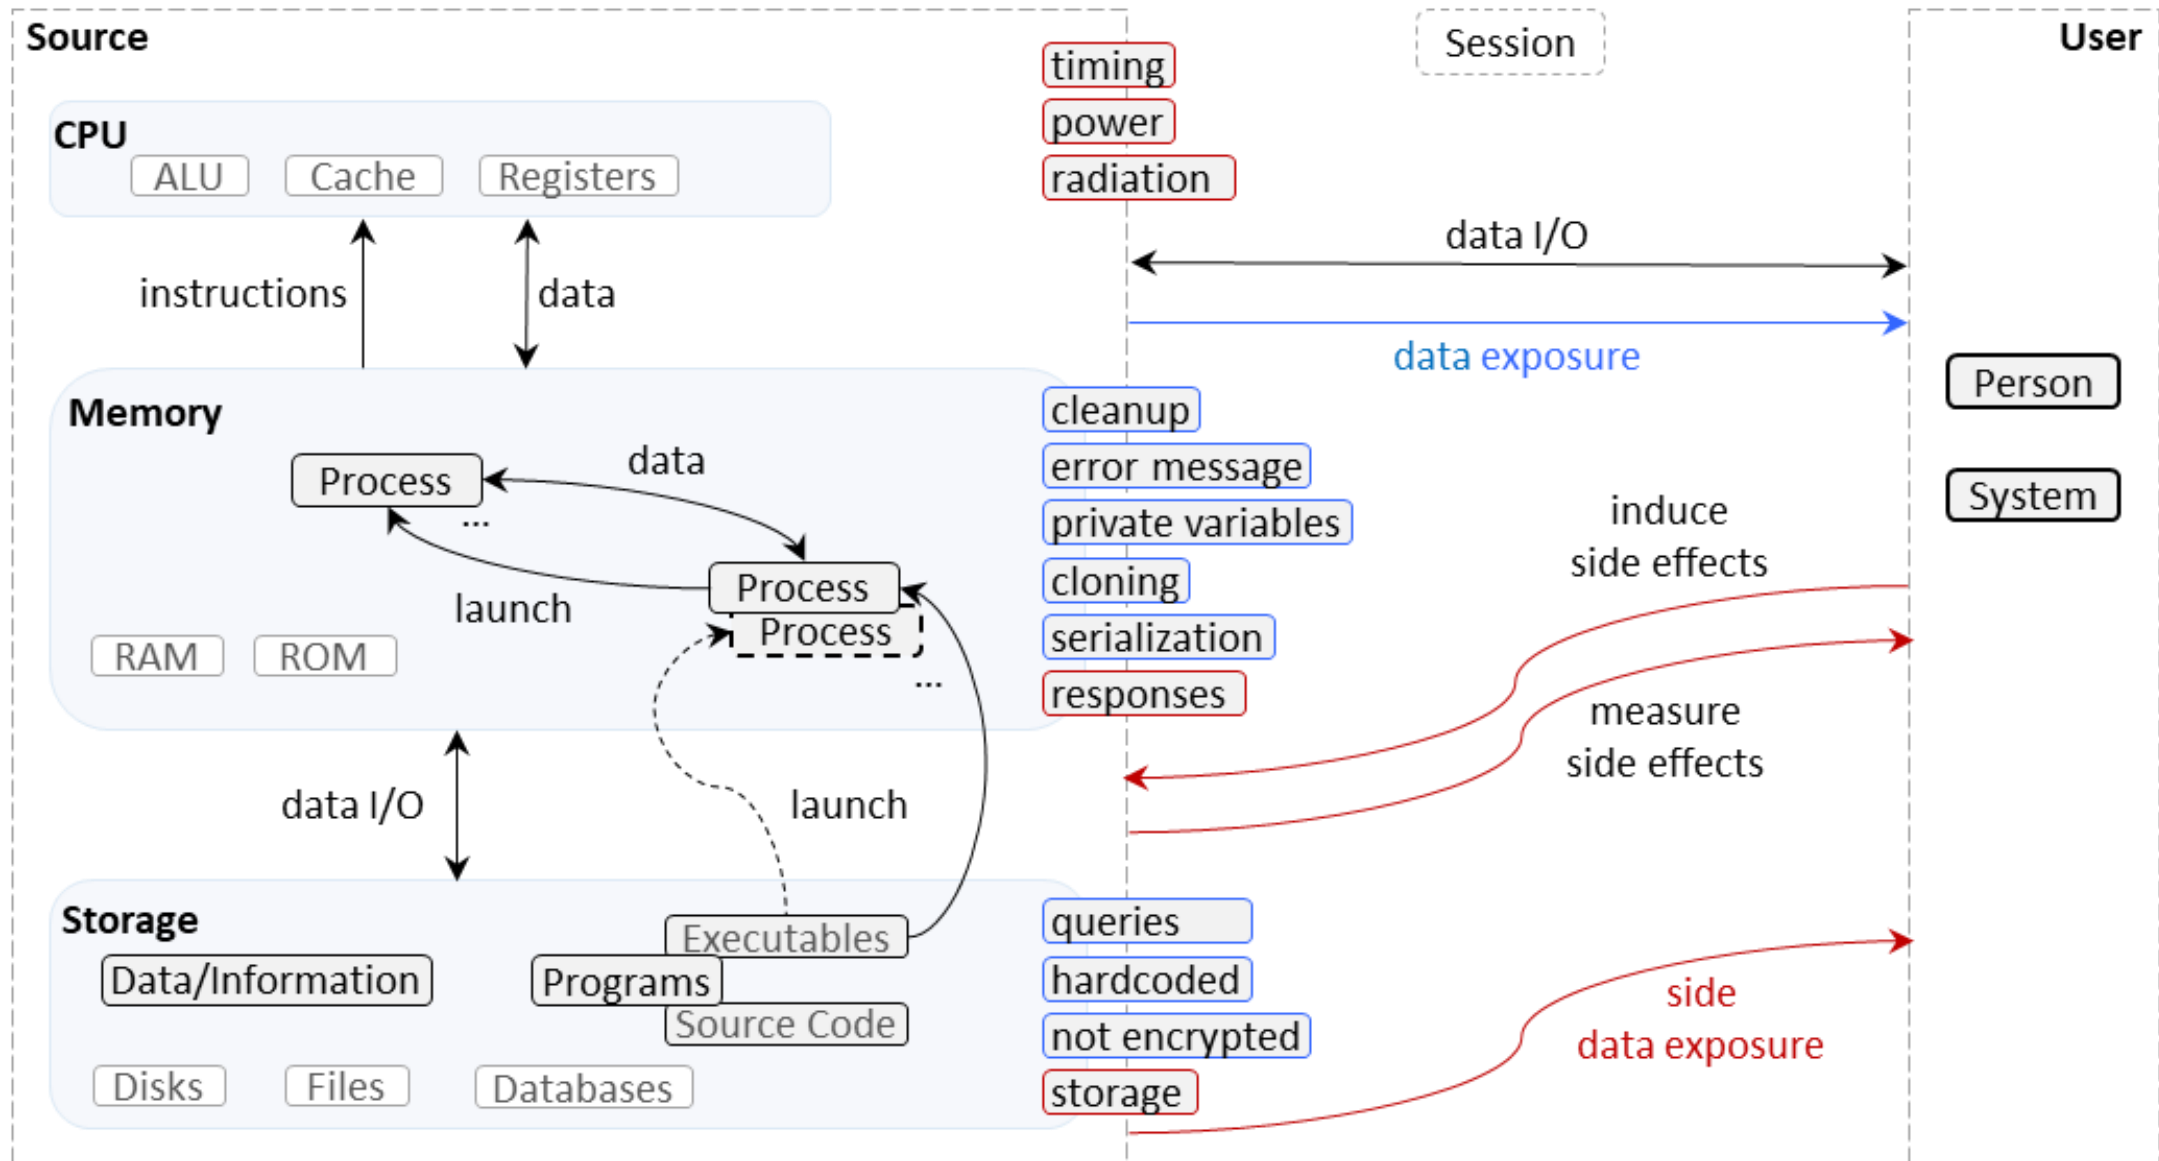 Source
Session
User
timing
power
radiation
CPU
ALU
Cache
Registers
instructions
data
data I/O
data exposure
Person
System
Memory
Process
...
data
Process
Process
...
launch
RAM
ROM
cleanup
error message
private variables
cloning
serialization
responses
induce
side effects
measure
side effects
data I/O
launch
Storage
Data/Information
Executables
Programs
Source Code
Disks
Files
Databases
queries
hardcoded
not encrypted
storage
side
data exposure